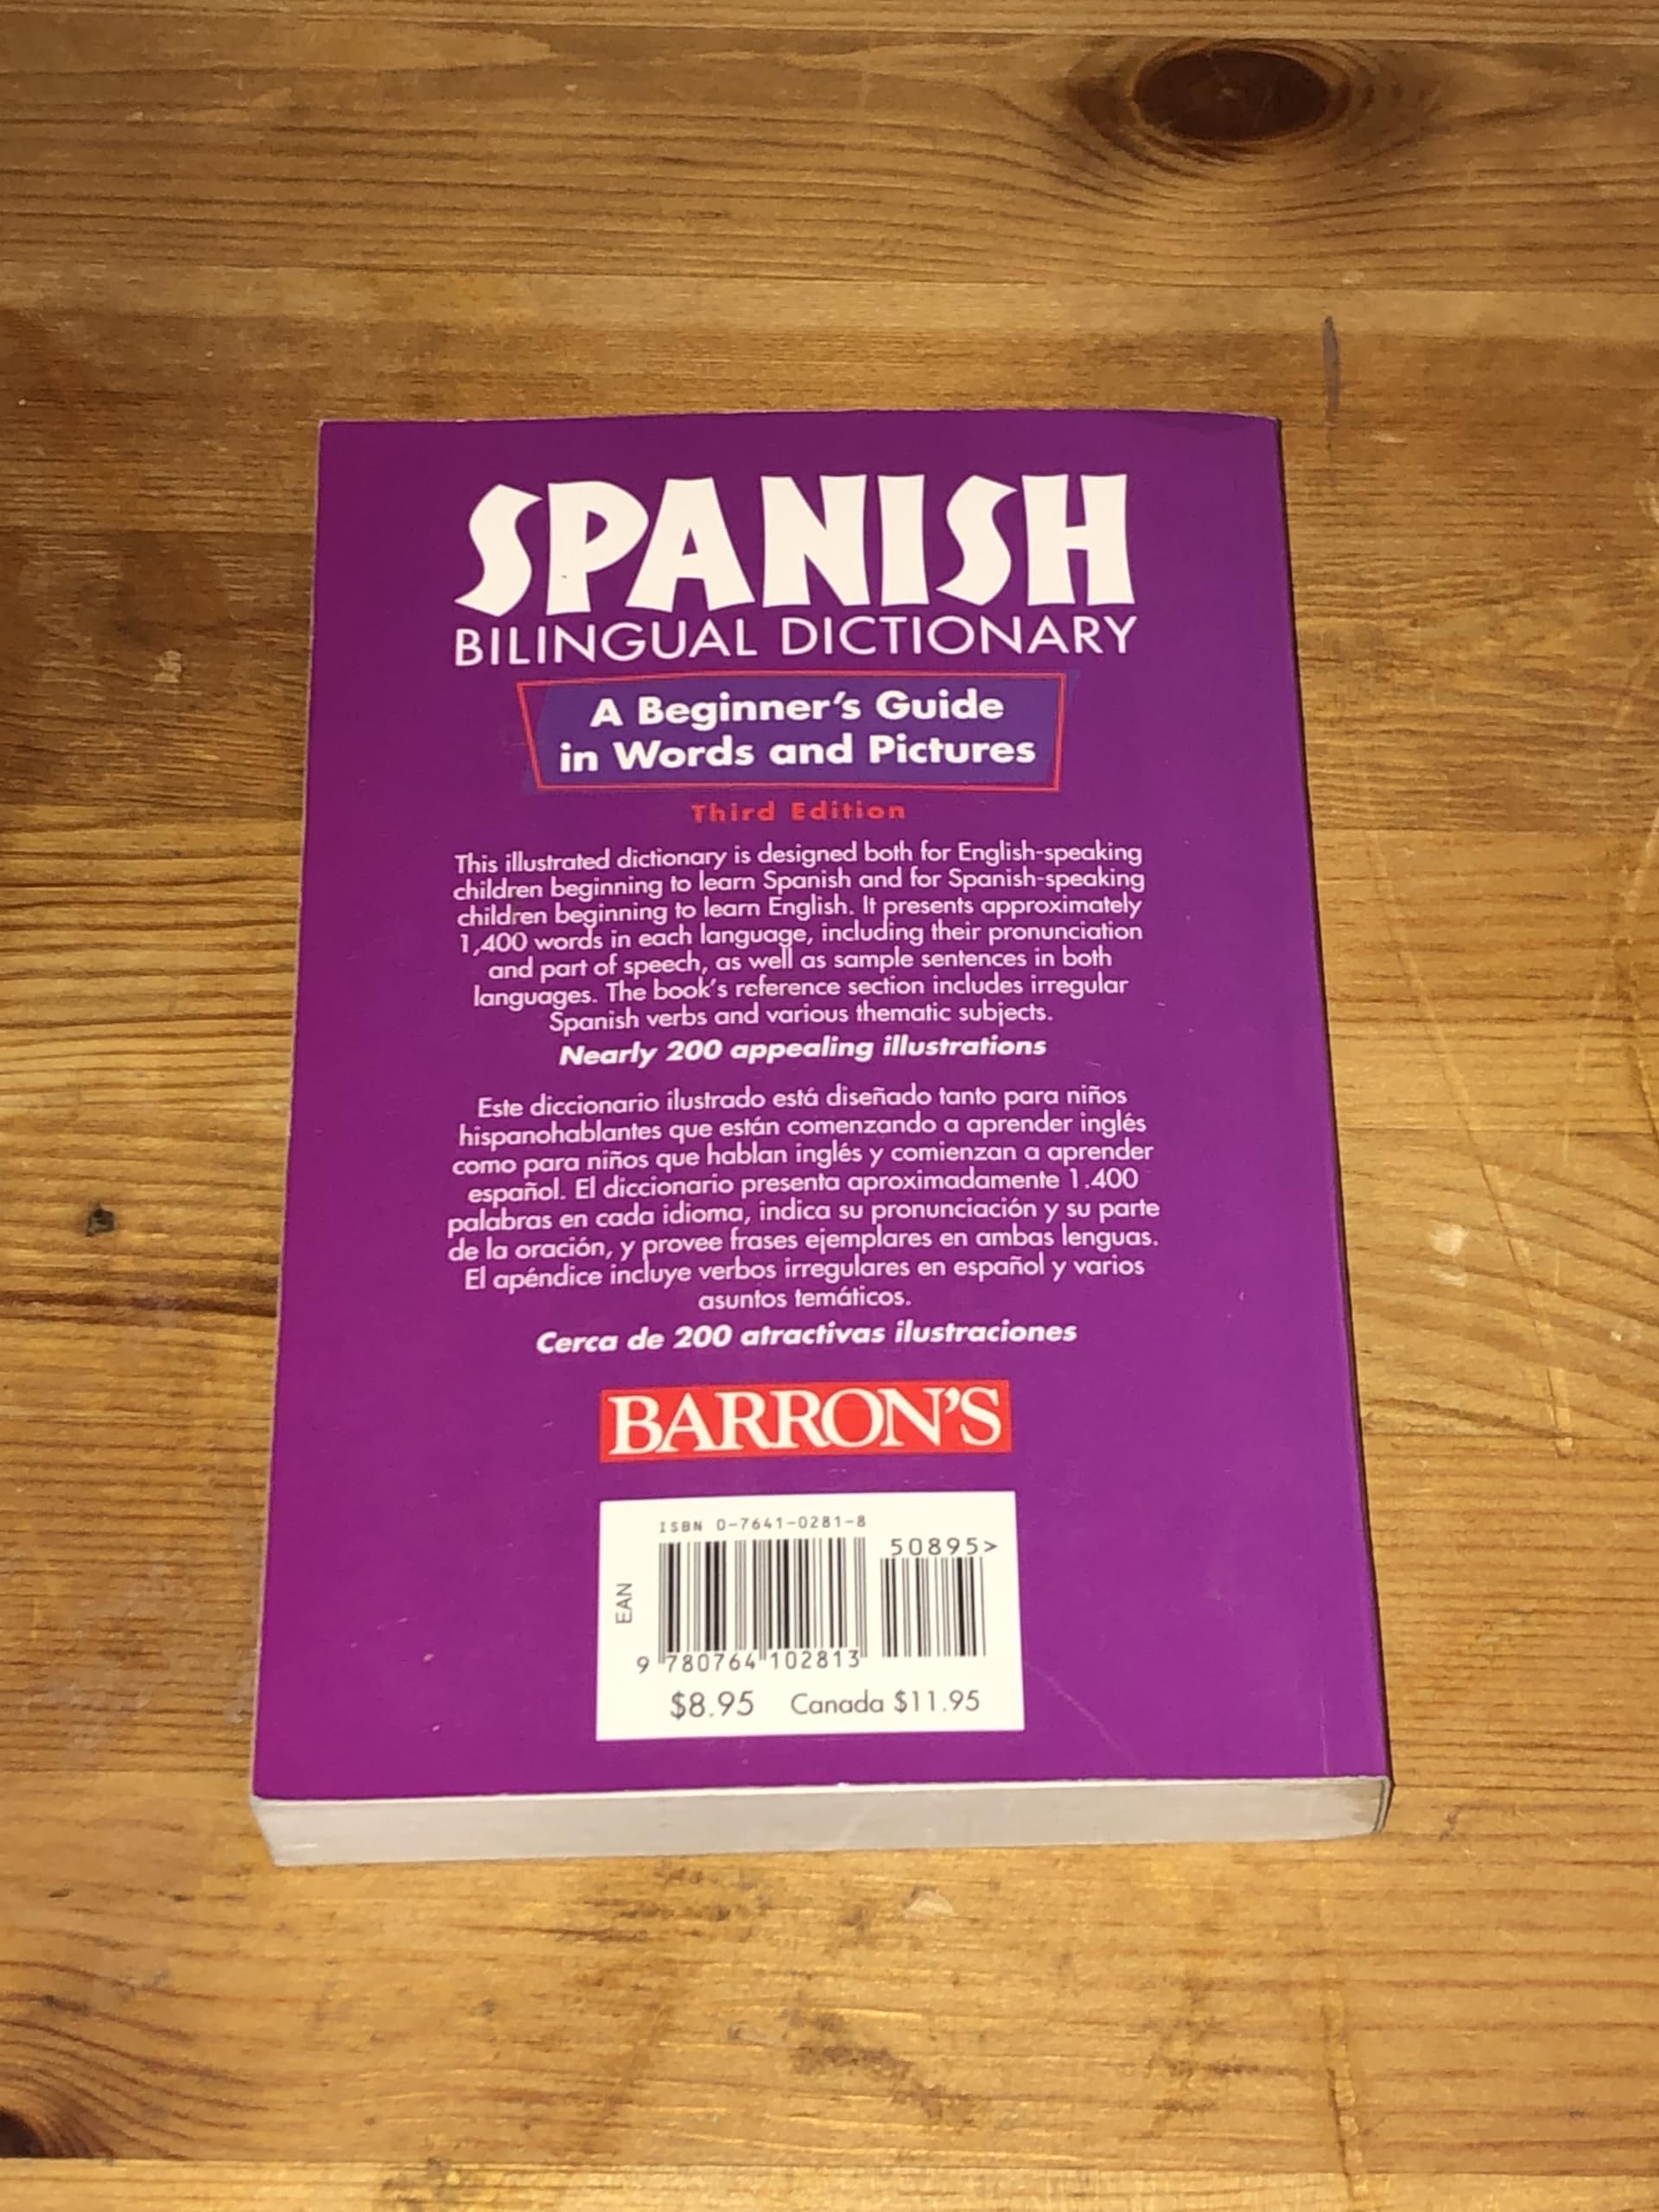 SPANISH
BILINGUAL DICTIONARY
A Beginner's Guide
in Words and Pictures
Third Edition
This illustrated dictionary is designed both for English-speaking
children beginning to learn Spanish and for Spanish-speaking
children beginning to learn English. It presents approximately
1,400 words in each language, including their pronunciation
and part of speech, as well as sample sentences in both
languages. The book's reference section includes irregular
Spanish verbs and various thematic subjects.
Nearly 200 appealing illustrations
Este diccionario ilustrado está diseñado tanto para niños
hispanohablantes que están comenzando a aprender inglés
como para niños que hablan inglés y comienzan a aprender
español. El diccionario presenta aproximadamente 1.400
palabras en cada idioma, indica su pronunciación y su parte
de la oración, y provee frases ejemplares en ambas lenguas.
El apéndice incluye verbos irregulares en español y varios
asuntos temáticos.
Cerca de 200 atractivas ilustraciones
BARRON'S
ISBN 0-7641-0281-8
50895>
EAN
9 780764 102813
$8.95 Canada $11.95